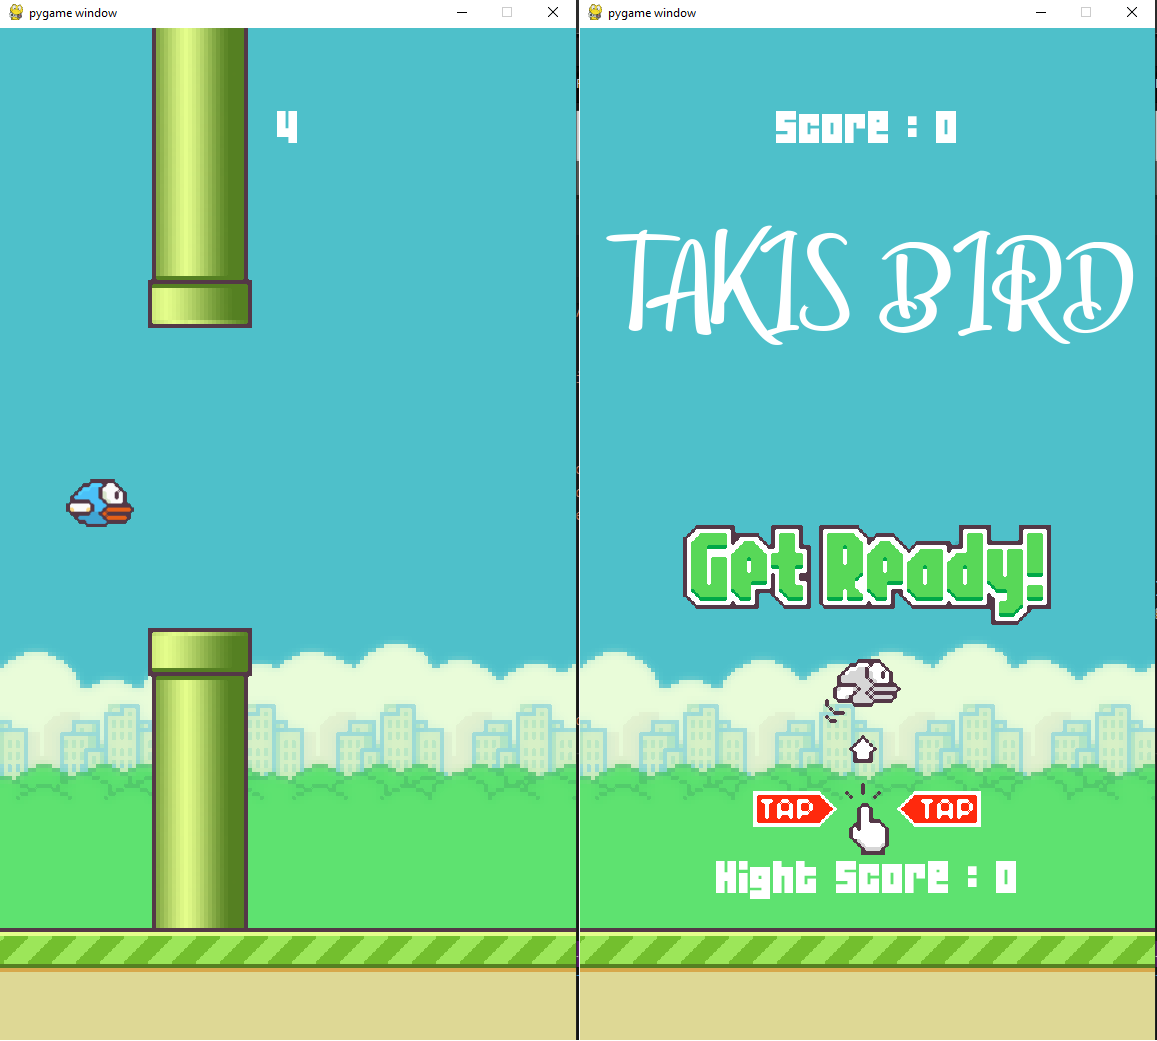 pygame window
4
pygame window
Score : 0
TAKIS BIRD
Get Ready!
TAP TAP
Hight Score : 0